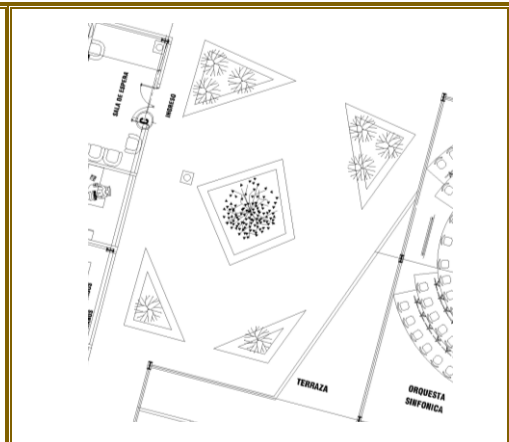 SALA DE ESPERA
INGRESO
C
TERRAZA
ORQUESTA
SINFONICA